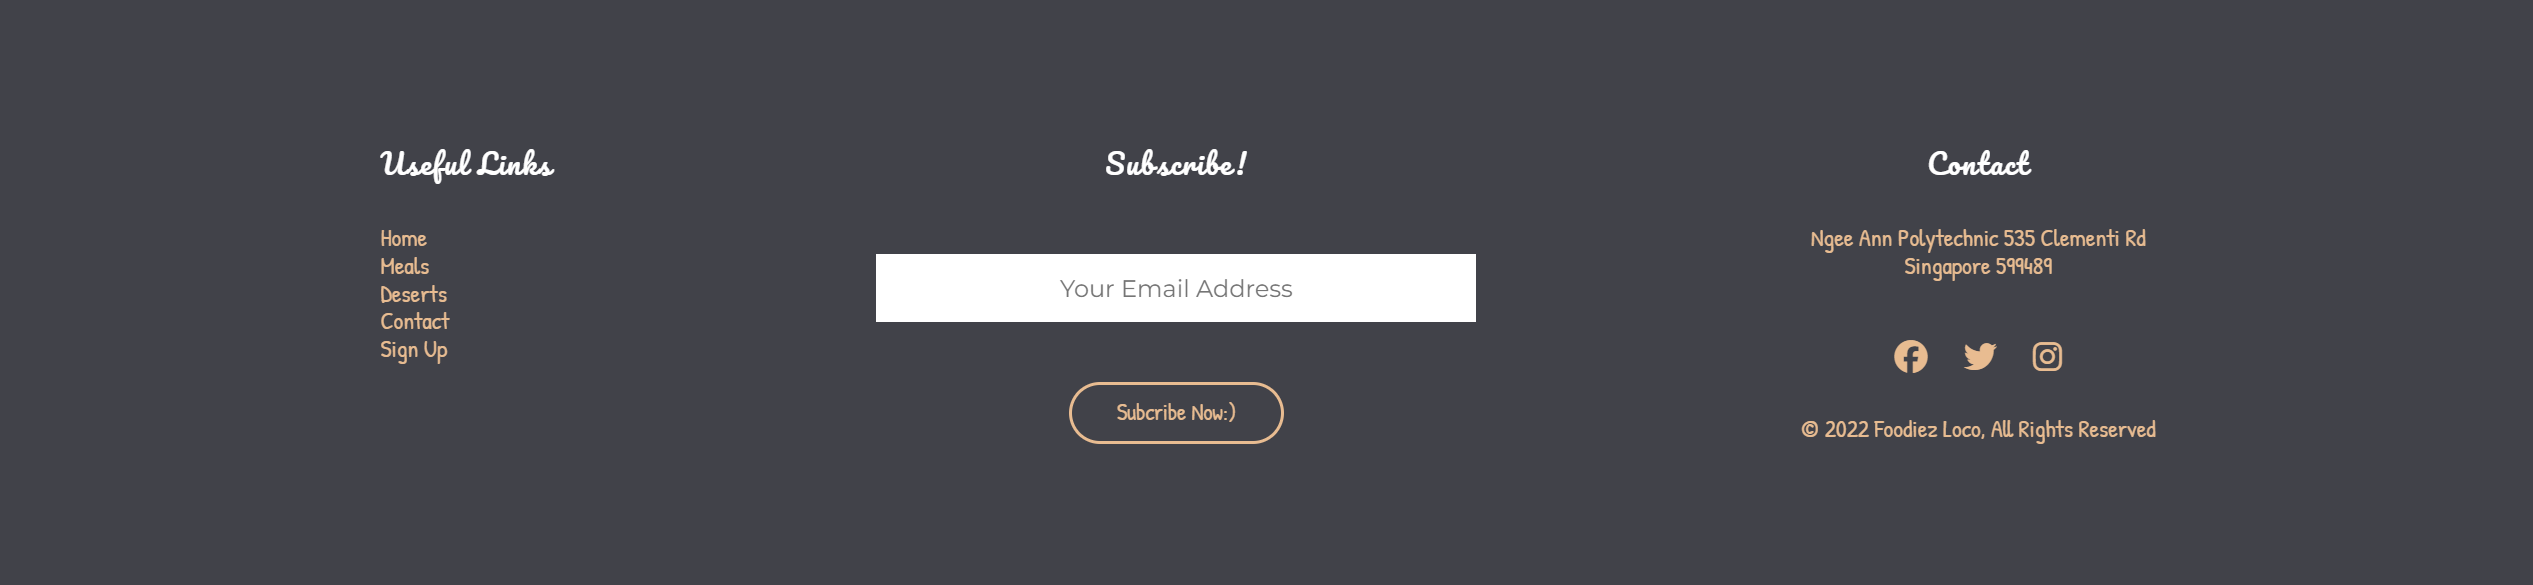 Useful Links
Home
Meals
Deserts
Contact
Sign Up
Subscribe!
Your Email Address
Subcribe Now:)
Contact
Ngee Ann Polytechnic 535 Clementi Rd
Singapore 599489
© 2022 Foodiez Loco, All Rights Reserved